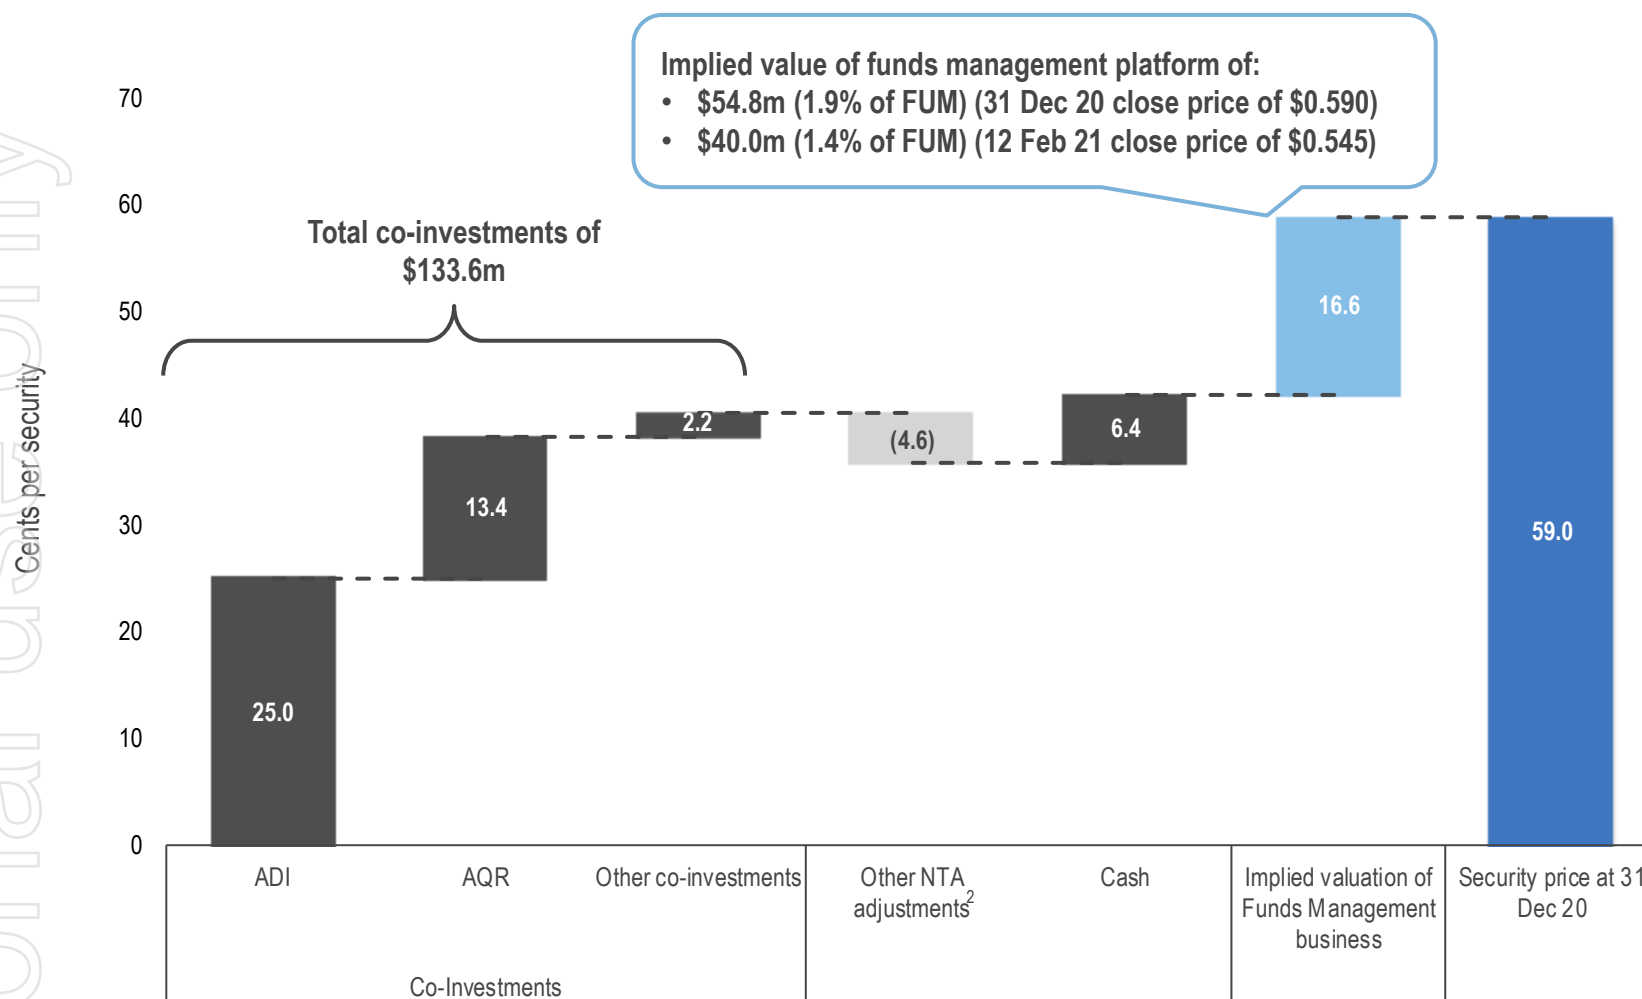 Implied value of funds management platform of:
• $54.8m (1.9% of FUM) (31 Dec 20 close price of $0.590)
• $40.0m (1.4% of FUM) (12 Feb 21 close price of $0.545)
Total co-investments of
$133.6m
Cents per security
70
60
50
40
30
20
10
0
25.0
13.4
2.2
(4.6)
6.4
16.6
59.0
ADI
AQR
Other co-investments
Other NTA
adjustments2
Cash
Implied valuation of
Funds Management
business
Security price at 31
Dec 20
Co-Investments
onal use only